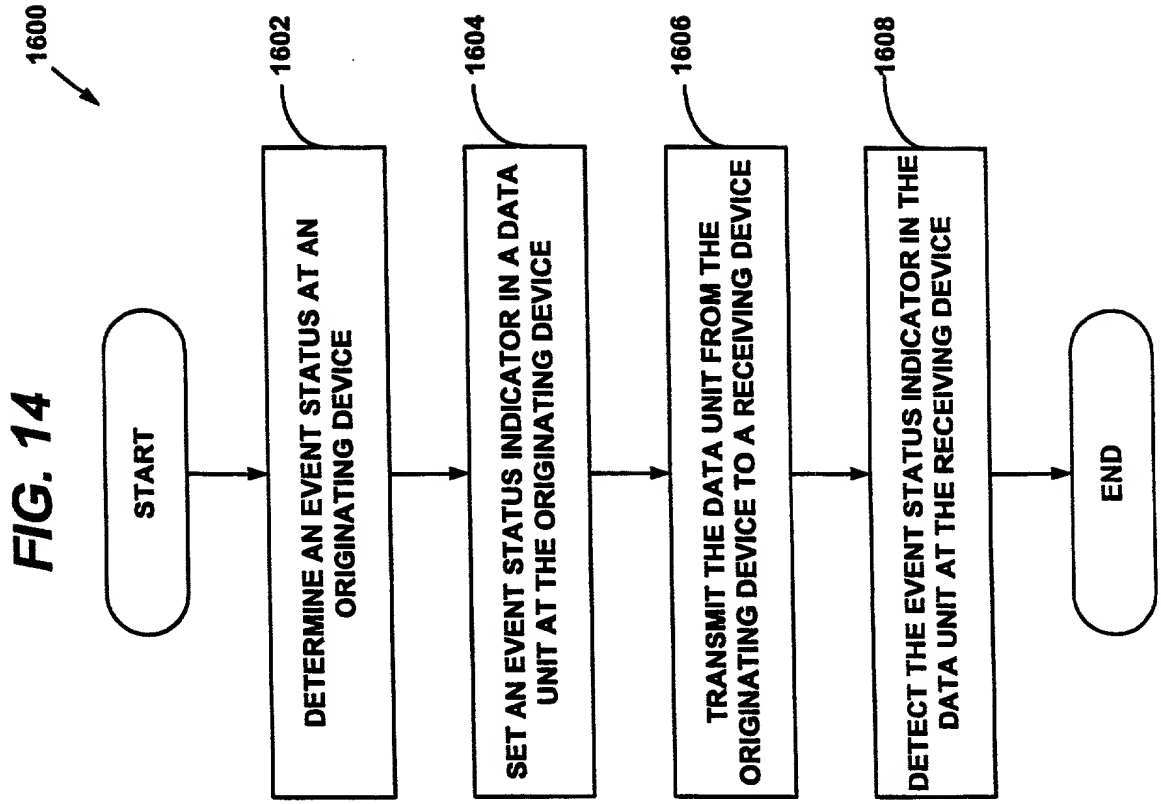 FIG. 14
1600
START
DETERMINE AN EVENT STATUS AT AN
ORIGINATING DEVICE
1602
SET AN EVENT STATUS INDICATOR IN A DATA
UNIT AT THE ORIGINATING DEVICE
1604
TRANSMIT THE DATA UNIT FROM THE
ORIGINATING DEVICE TO A RECEIVING DEVICE
1606
DETECT THE EVENT STATUS INDICATOR IN THE
DATA UNIT AT THE RECEIVING DEVICE
1608
END